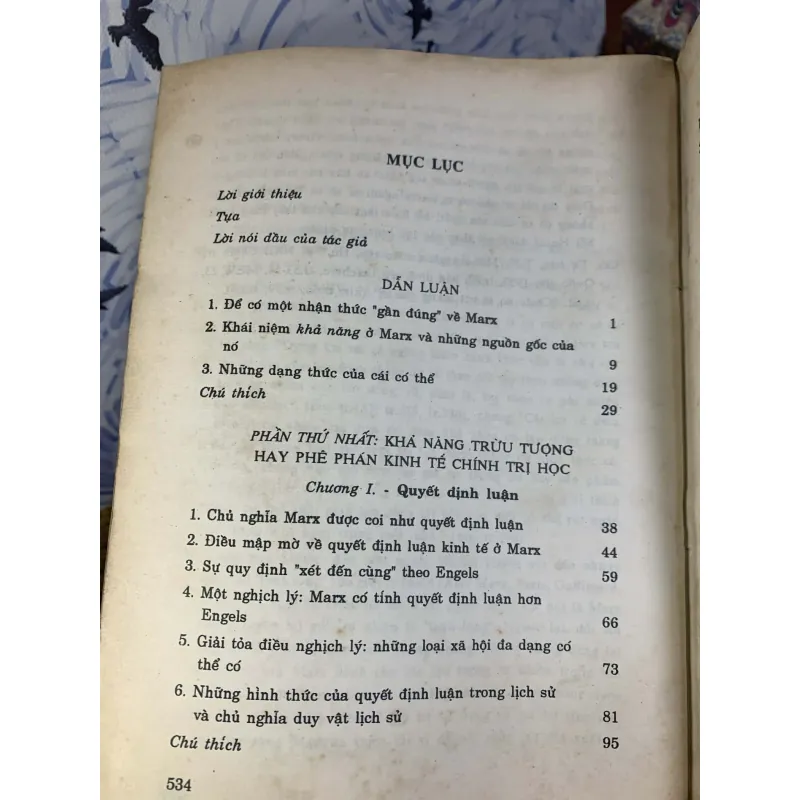 MỤC LỤC
Lời giới thiệu
Tựa
Lời nói đầu của tác giả
DẪN LUẬN
1. Để có một nhận thức "gần đúng" về Marx 1
2. Khái niệm khả năng ở Marx và những nguồn gốc của
nó 9
3. Những dạng thức của cái có thể 19
Chú thích 29
PHẦN THỨ NHẤT: KHẢ NĂNG TRỪU TƯỢNG
HAY PHÊ PHÁN KINH TẾ CHÍNH TRỊ HỌC
Chương I. - Quyết định luận
1. Chủ nghĩa Marx được coi như quyết định luận 38
2. Điều mập mờ về quyết định luận kinh tế ở Marx 44
3. Sự quy định "xét đến cùng" theo Engels 59
4. Một nghịch lý: Marx có tính quyết định luận hơn
Engels 66
5. Giải tỏa điều nghịch lý: những loại xã hội đa dạng có
thể có 73
6. Những hình thức của quyết định luận trong lịch sử
và chủ nghĩa duy vật lịch sử 81
Chú thích 95
534